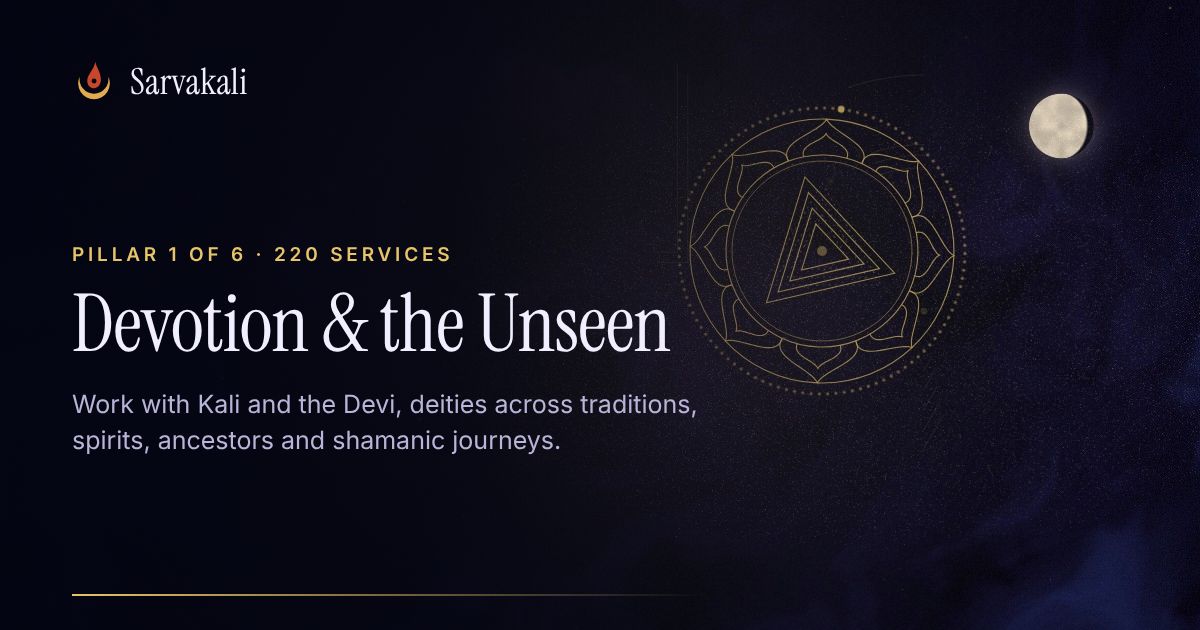 Sarvakali
PILLAR 1 OF 6 · 220 SERVICES
Devotion & the Unseen
Work with Kali and the Devi, deities across traditions,
spirits, ancestors and shamanic journeys.